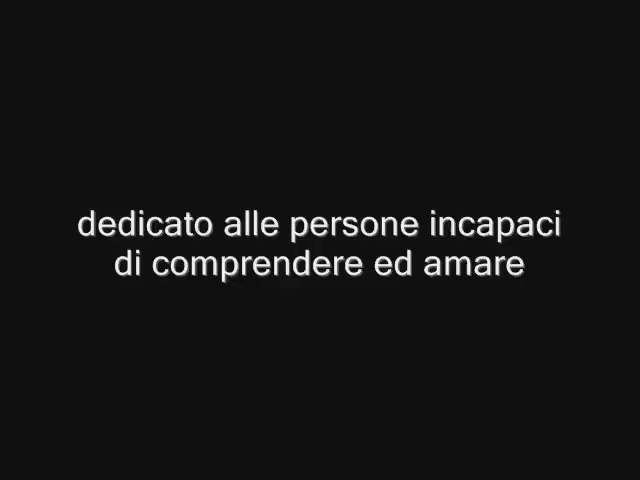 dedicato alle persone incapaci
di comprendere ed amare